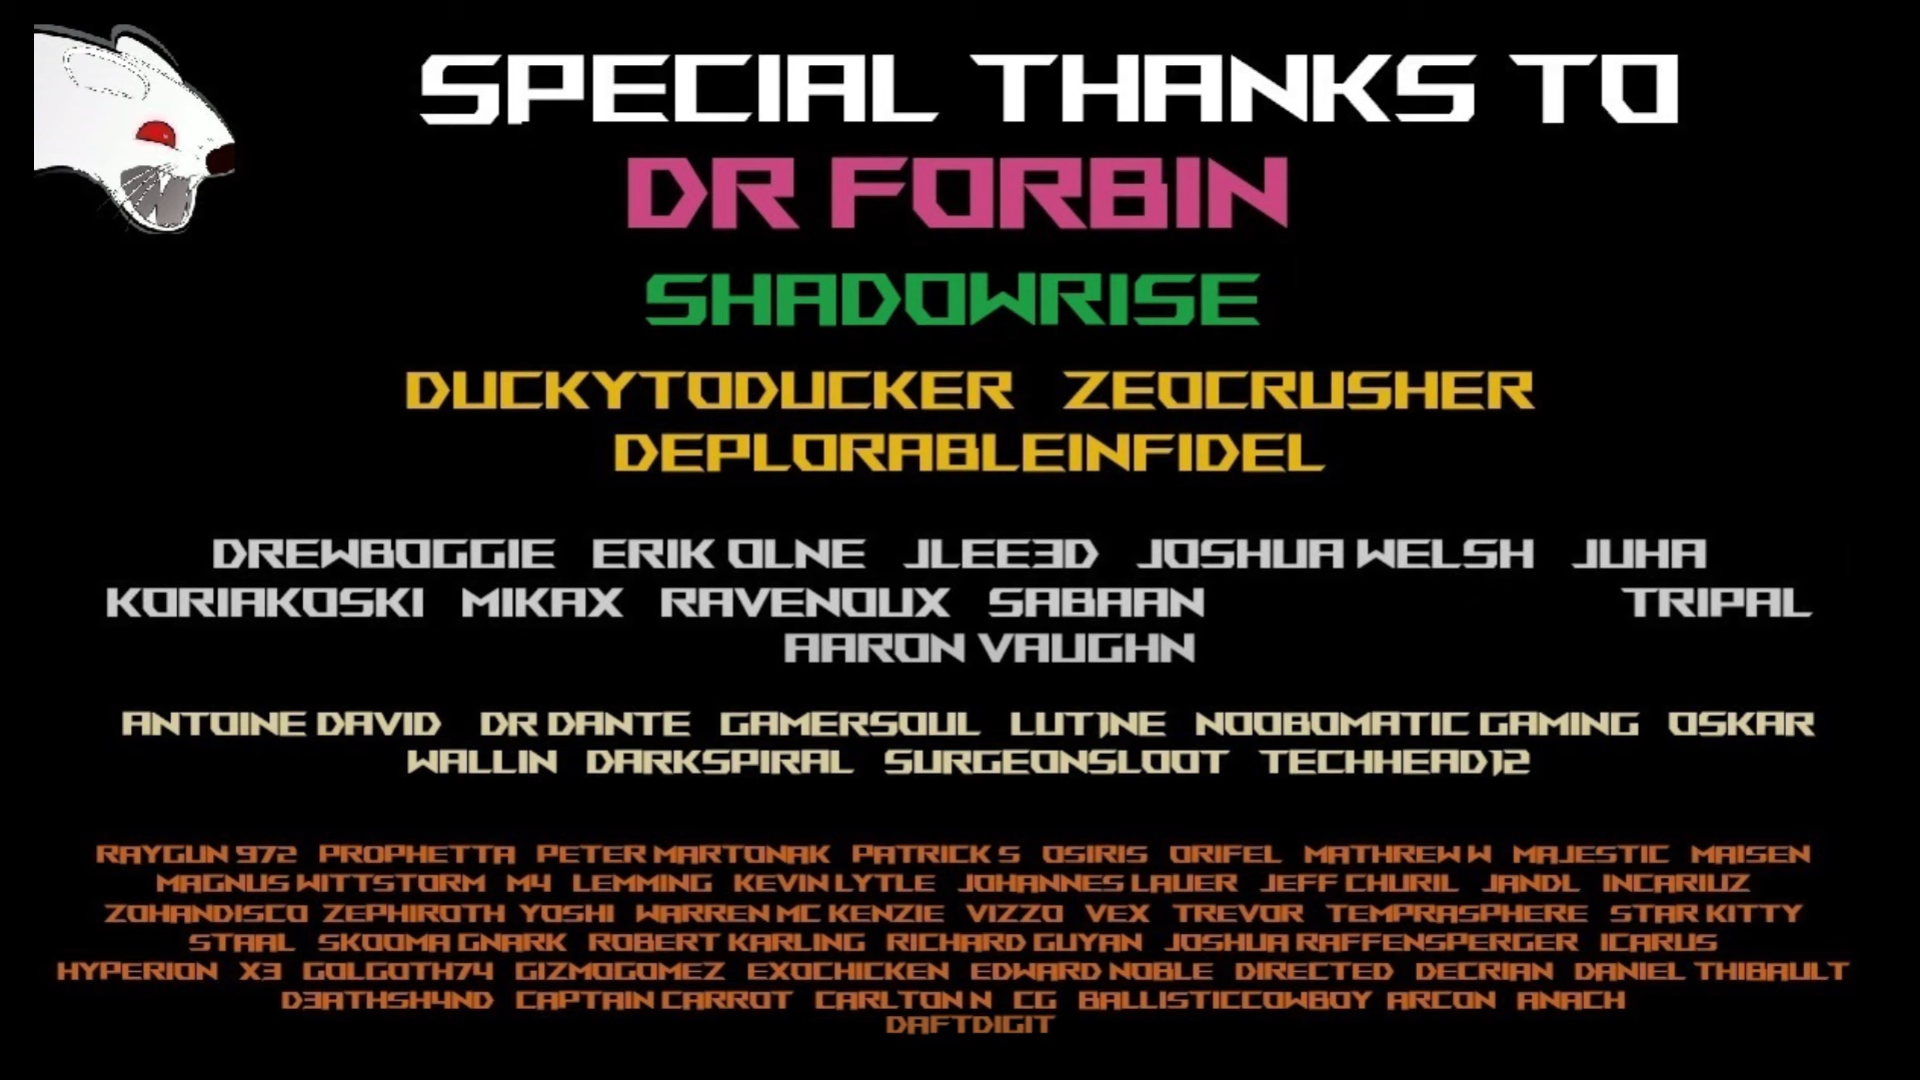 SPECIAL THANKS TO
DR FORBIN
SHADOWRISE
DUCKYTODUCKER ZEOCRUSHER
DEPLORABLEINFIDEL
DREWBOGGIE ERIK OLNE JLEE3D JOSHUA WELSH JUHA
KORIAKOSKI MIKAX RAVENOUX SABAAN TRIPAL
AARON VAUGHN
ANTOINE DAVID DR DANTE GAMERSOUL LUT1NE NOOBOMATIC GAMING OSKAR
WALLIN DARKSPIRAL SURGEONSLOOT TECHHEAD12
RAYGUN 972 PROPHETTA PETER MARTONAK PATRICK S OSIRIS ORIFEL MATHREW W MAJESTIC MAISEN
MAGNUS WITTSTORM M4 LEMMING KEVIN LYTLE JOHANNES LAUER JEFF CHURIL JANDL INCARIUZ
ZOHANDISCO ZEPHIROTH YOSHI WARREN MC KENZIE VIZZO VEX TREVOR TEMPRASPHERE STAR KITTY
STAAL SKOOMA GNARK ROBERT KARLING RICHARD GUYAN JOSHUA RAFFENSPERGER ICARUS
HYPERION X3 GOLGOTH74 GIZMOGOMEZ EXOCHICKEN EDWARD NOBLE DIRECTED DECRIAN DANIEL THIBAULT
D3ATHSH4ND CAPTAIN CARROT CARLTON N CG BALLISTICCOWBOY ARCON ANACH
DAFTDIGIT